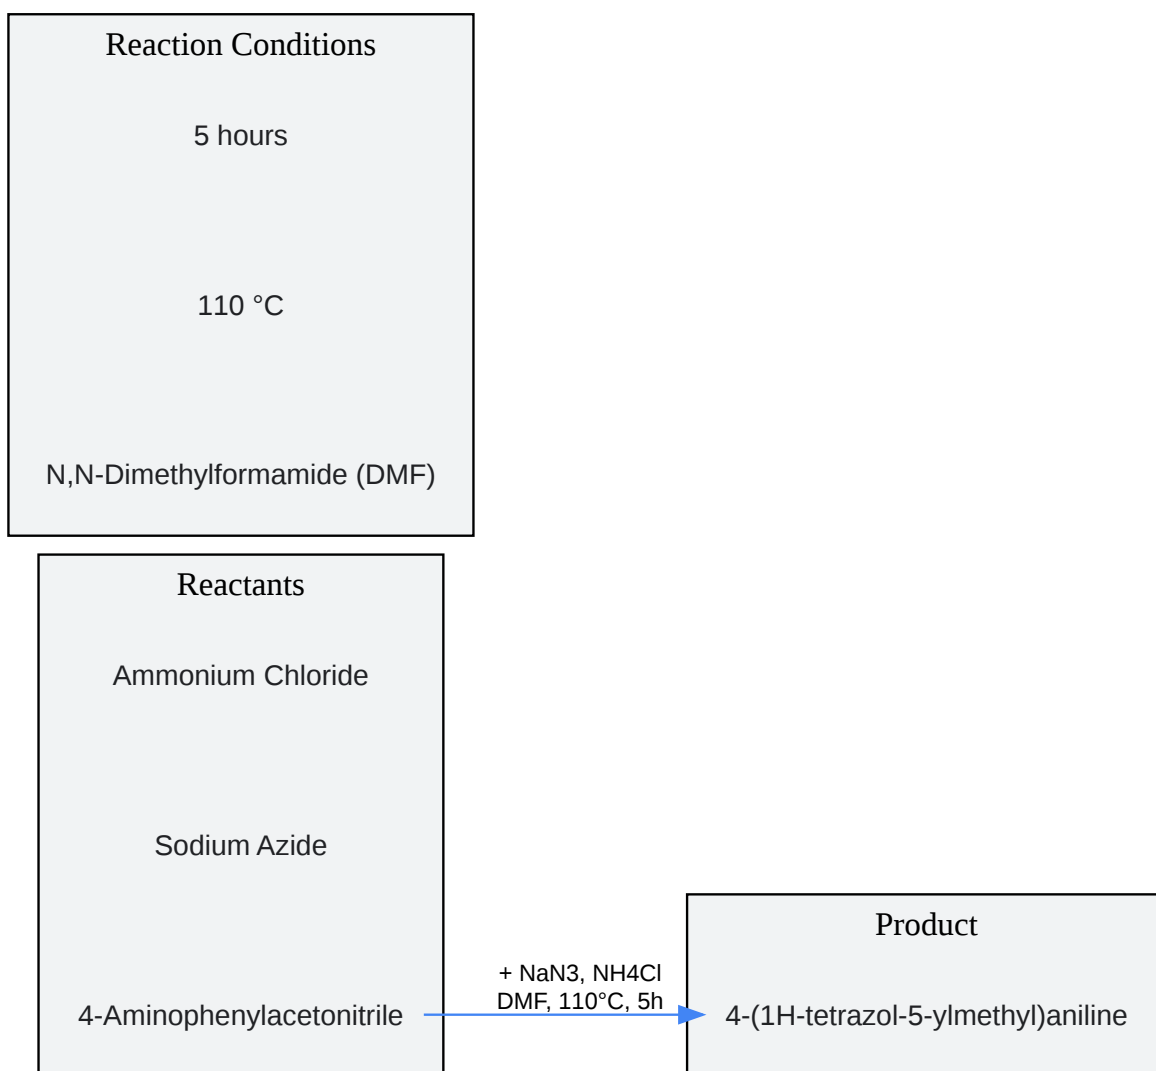 Reaction Conditions
5 hours
110 °C
N,N-Dimethylformamide (DMF)
Reactants
Ammonium Chloride
Sodium Azide
4-Aminophenylacetonitrile
+ NaN3, NH4Cl
DMF, 110°C, 5h
Product
4-(1H-tetrazol-5-ylmethyl)aniline